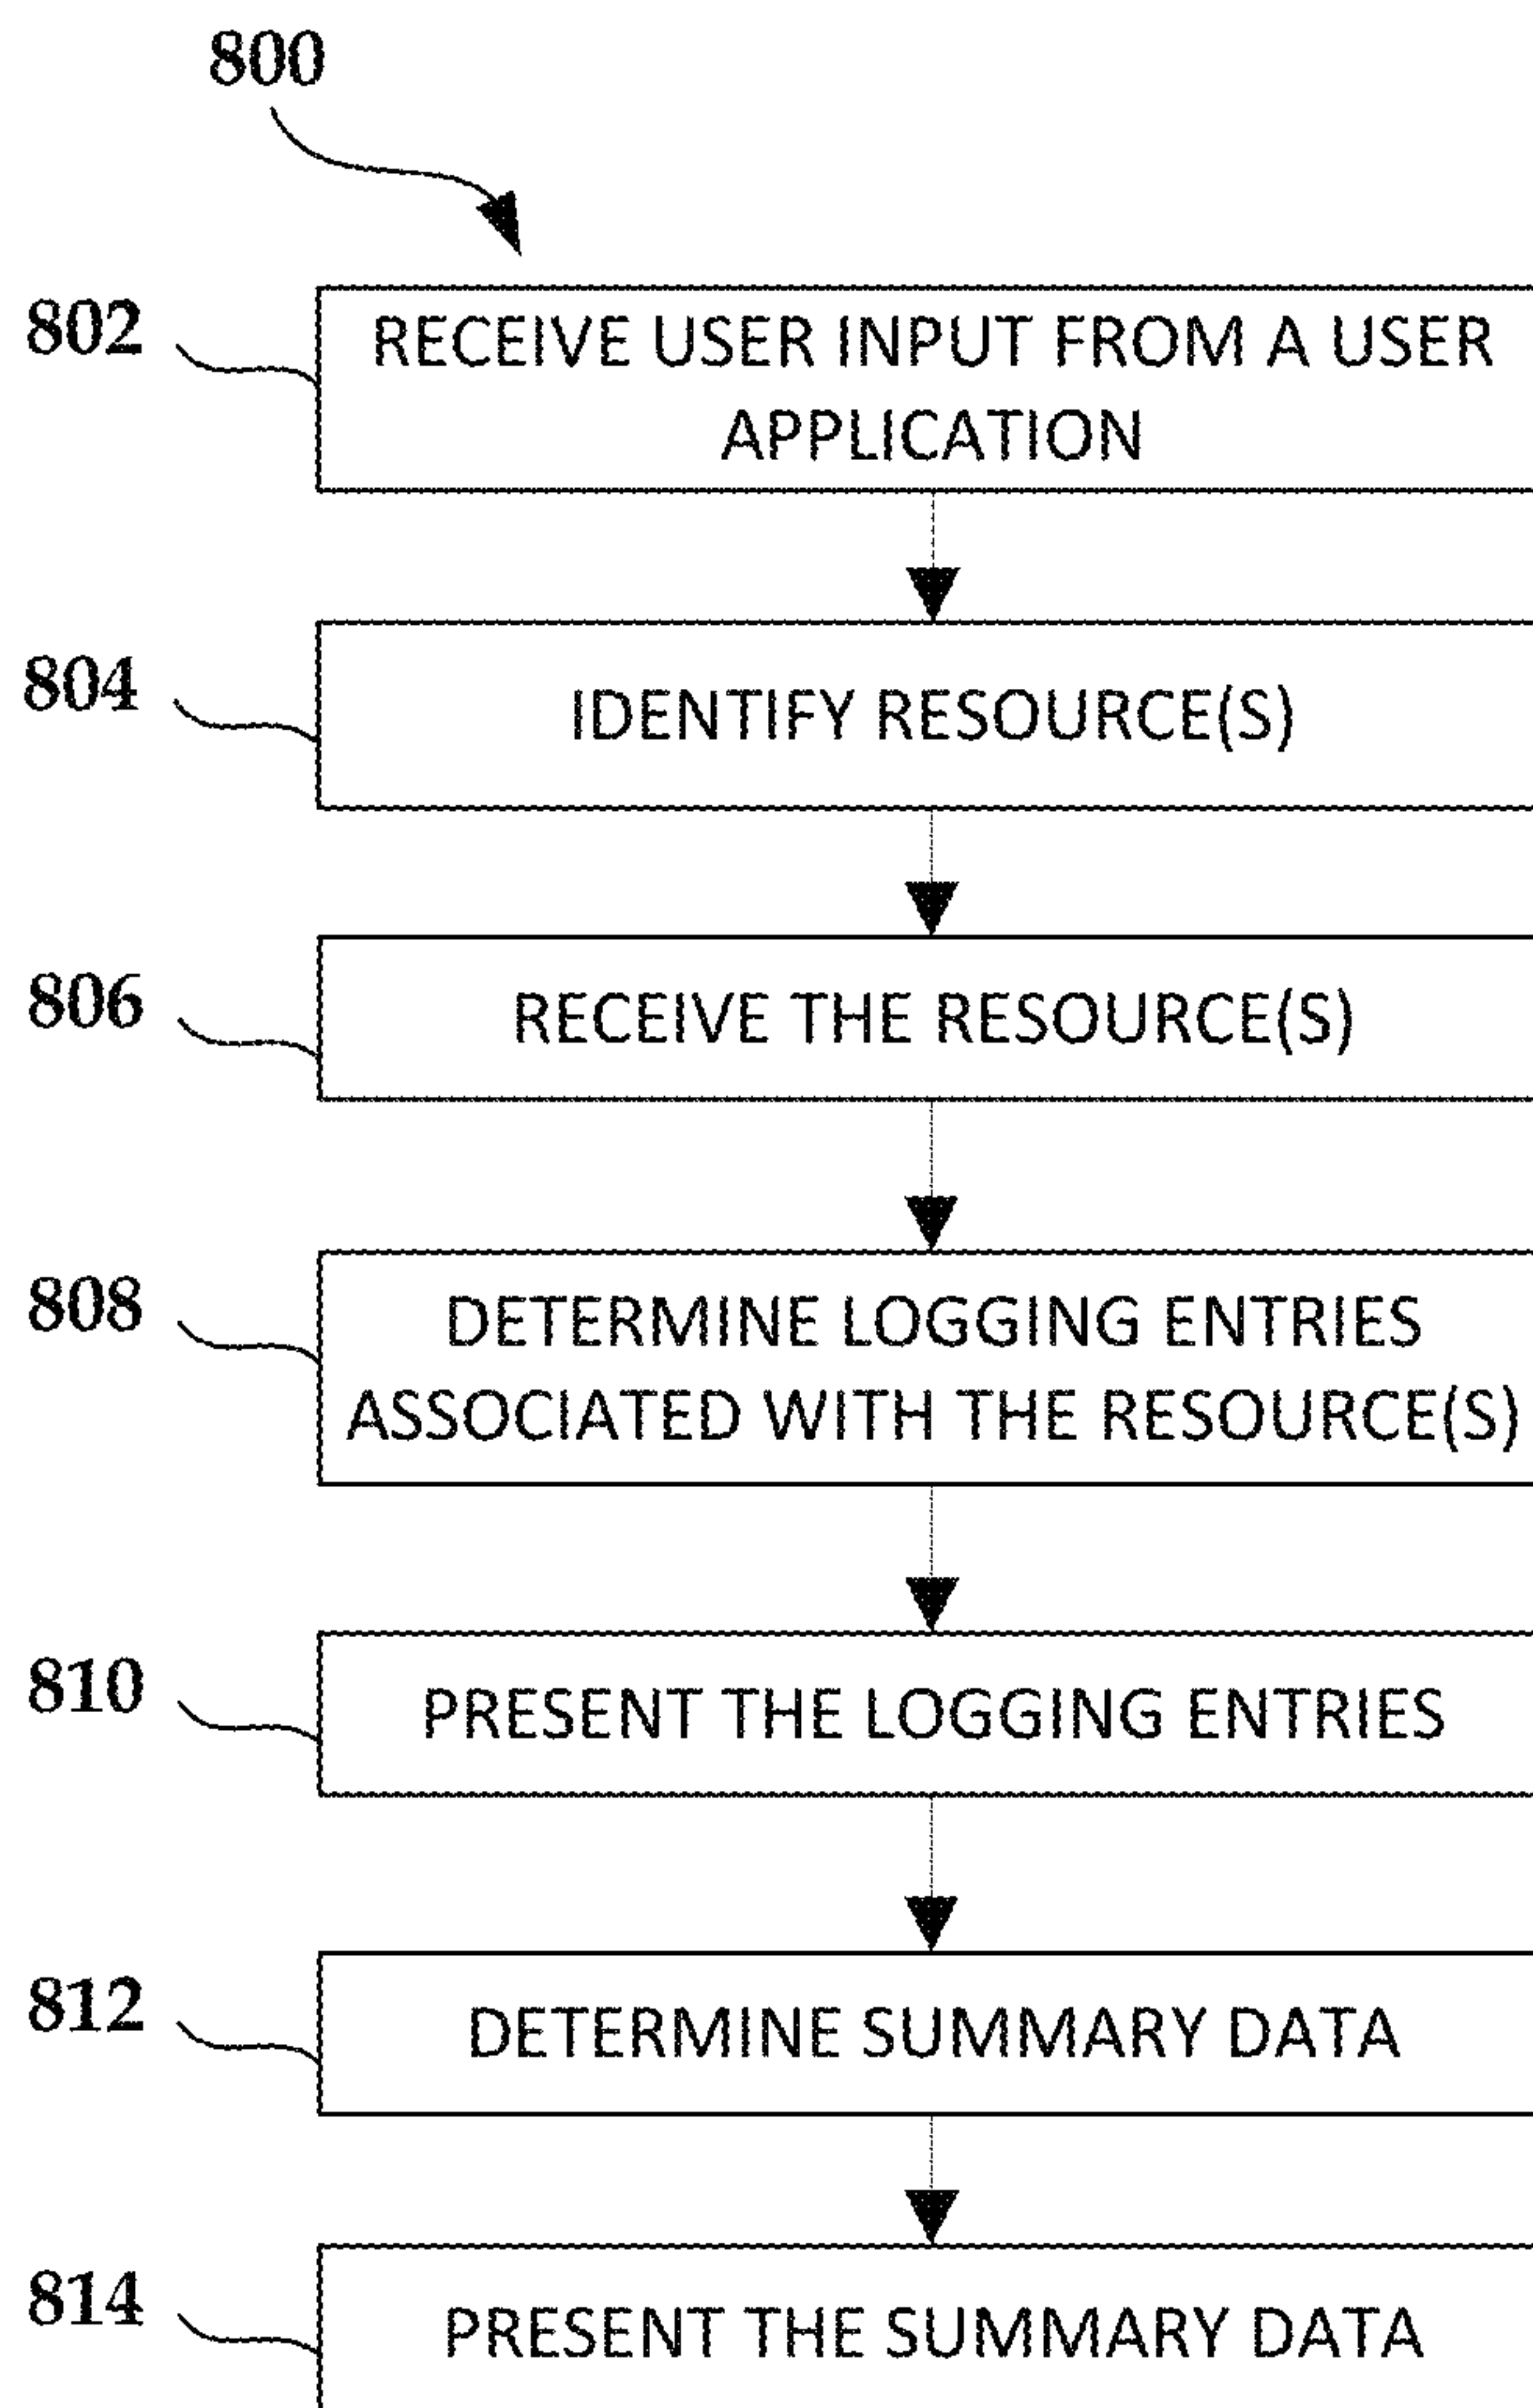 800
802
RECEIVE USER INPUT FROM A USER
APPLICATION
804
IDENTIFY RESOURCE(S)
806
RECEIVE THE RESOURCE(S)
808
DETERMINE LOGGING ENTRIES
ASSOCIATED WITH THE RESOURCE(S)
810
PRESENT THE LOGGING ENTRIES
812
DETERMINE SUMMARY DATA
814
PRESENT THE SUMMARY DATA